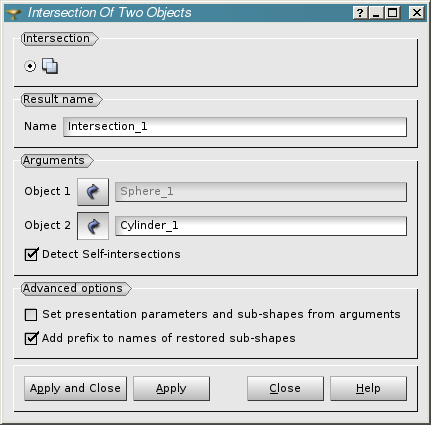 Intersection Of Two Objects
Intersection
Result name
Name Intersection_1
Arguments
Object 1 Sphere_1
Object 2 Cylinder_1
Detect Self-intersections
Advanced options
Set presentation parameters and sub-shapes from arguments
Add prefix to names of restored sub-shapes
Apply and Close Apply Close Help